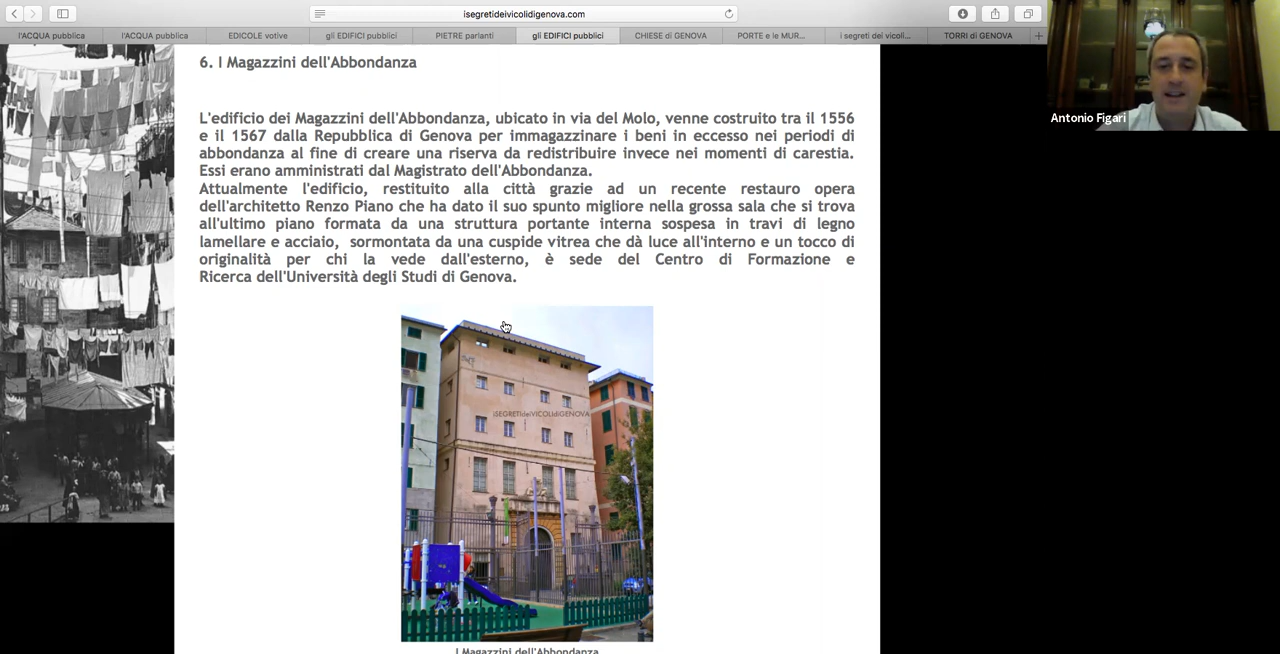 isegretideivicolidigenova.com
l'ACQUA pubblica
l'ACQUA pubblica
EDICOLE votive
gli EDIFICI pubblici
PIETRE parlanti
gli EDIFICI pubblici
CHIESE di GENOVA
PORTE e le MUR...
i segreti dei vicoli...
TORRI di GENOVA
Antonio Figari
6. I Magazzini dell'Abbondanza
L'edificio dei Magazzini dell'Abbondanza, ubicato in via del Molo, venne costruito tra il 1556
e il 1567 dalla Repubblica di Genova per immagazzinare i beni in eccesso nei periodi di
abbondanza al fine di creare una riserva da redistribuire invece nei momenti di carestia.
Essi erano amministrati dal Magistrato dell'Abbondanza.
Attualmente l'edificio, restituito alla città grazie ad un recente restauro opera
dell'architetto Renzo Piano che ha dato il suo spunto migliore nella grossa sala che si trova
all'ultimo piano formata da una struttura portante interna sospesa in travi di legno
lamellare e acciaio, sormontata da una cuspide vitrea che dà luce all'interno e un tocco di
originalità per chi la vede dall'esterno, è sede del Centro di Formazione e
Ricerca dell'Università degli Studi di Genova.
iSEGRETIdeiVICOLIdiGENOVA
I Magazzini dell'Abbondanza